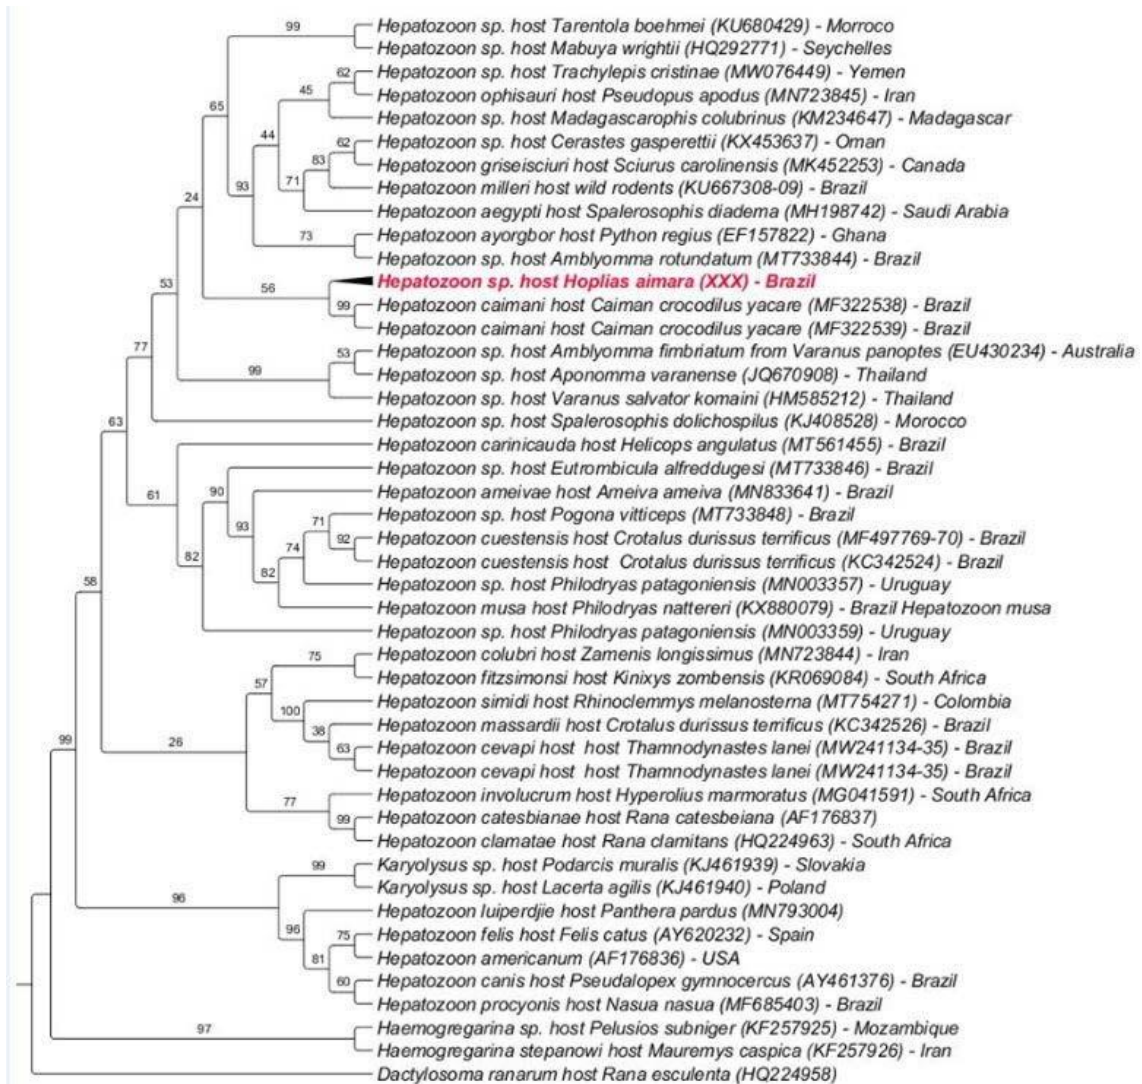 99 Hepatozoon sp. host Tarentola boehmei (KU680429) - Morroco
Hepatozoon sp. host Mabuya wrightii (HQ292771) - Seychelles
62 Hepatozoon sp. host Trachylepis cristinae (MW076449) - Yemen
45 Hepatozoon ophisauri host Pseudopus apodus (MN723845) - Iran
65 Hepatozoon sp. host Madagascarophis colubrinus (KM234647) - Madagascar
44 62 Hepatozoon sp. host Cerastes gasperettii (KX453637) - Oman
83 Hepatozoon griseisciuri host Sciurus carolinensis (MK452253) - Canada
93 71 Hepatozoon milleri host wild rodents (KU667308-09) - Brazil
24 Hepatozoon aegypti host Spalerosophis diadema (MH198742) - Saudi Arabia
73 Hepatozoon ayorgbor host Python regius (EF157822) - Ghana
Hepatozoon sp. host Amblyomma rotundatum (MT733844) - Brazil
53 56 Hepatozoon sp. host Hoplias aimara (XXX) - Brazil
99 Hepatozoon caimani host Caiman crocodilus yacare (MF322538) - Brazil
Hepatozoon caimani host Caiman crocodilus yacare (MF322539) - Brazil
77 53 Hepatozoon sp. host Amblyomma fimbriatum from Varanus panoptes (EU430234) - Australia
99 Hepatozoon sp. host Aponomma varanense (JQ670908) - Thailand
Hepatozoon sp. host Varanus salvator komaini (HM585212) - Thailand
63 Hepatozoon sp. host Spalerosophis dolichospilus (KJ408528) - Morocco
Hepatozoon carinicauda host Helicops angulatus (MT561455) - Brazil
Hepatozoon sp. host Eutrombicula alfreddugesi (MT733846) - Brazil
61 90 Hepatozoon ameivae host Ameiva ameiva (MN833641) - Brazil
93 71 Hepatozoon sp. host Pogona vitticeps (MT733848) - Brazil
92 Hepatozoon cuestensis host Crotalus durissus terrificus (MF497769-70) - Brazil
82 74 Hepatozoon cuestensis host Crotalus durissus terrificus (KC342524) - Brazil
58 82 Hepatozoon sp. host Philodryas patagoniensis (MN003357) - Uruguay
Hepatozoon musa host Philodryas nattereri (KX880079) - Brazil Hepatozoon musa
Hepatozoon sp. host Philodryas patagoniensis (MN003359) - Uruguay
75 Hepatozoon colubri host Zamenis longissimus (MN723844) - Iran
57 Hepatozoon fitzsimonsi host Kinixys zombensis (KR069084) - South Africa
100 Hepatozoon simidi host Rhinoclemmys melanosterna (MT754271) - Colombia
38 Hepatozoon massardii host Crotalus durissus terrificus (KC342526) - Brazil
99 26 63 Hepatozoon cevapi host host Thamnodynastes lanei (MW241134-35) - Brazil
Hepatozoon cevapi host host Thamnodynastes lanei (MW241134-35) - Brazil
77 Hepatozoon involucrum host Hyperolius marmoratus (MG041591) - South Africa
99 Hepatozoon catesbianae host Rana catesbeiana (AF176837)
Hepatozoon clamatae host Rana clamitans (HQ224963) - South Africa
99 Karyolysus sp. host Podarcis muralis (KJ461939) - Slovakia
96 Karyolysus sp. host Lacerta agilis (KJ461940) - Poland
96 Hepatozoon luiperdjie host Panthera pardus (MN793004)
75 Hepatozoon felis host Felis catus (AY620232) - Spain
81 Hepatozoon americanum (AF176836) - USA
60 Hepatozoon canis host Pseudalopex gymnocercus (AY461376) - Brazil
Hepatozoon procyonis host Nasua nasua (MF685403) - Brazil
97 Haemogregarina sp. host Pelusios subniger (KF257925) - Mozambique
Haemogregarina stepanowi host Mauremys caspica (KF257926) - Iran
Dactylosoma ranarum host Rana esculenta (HQ224958)